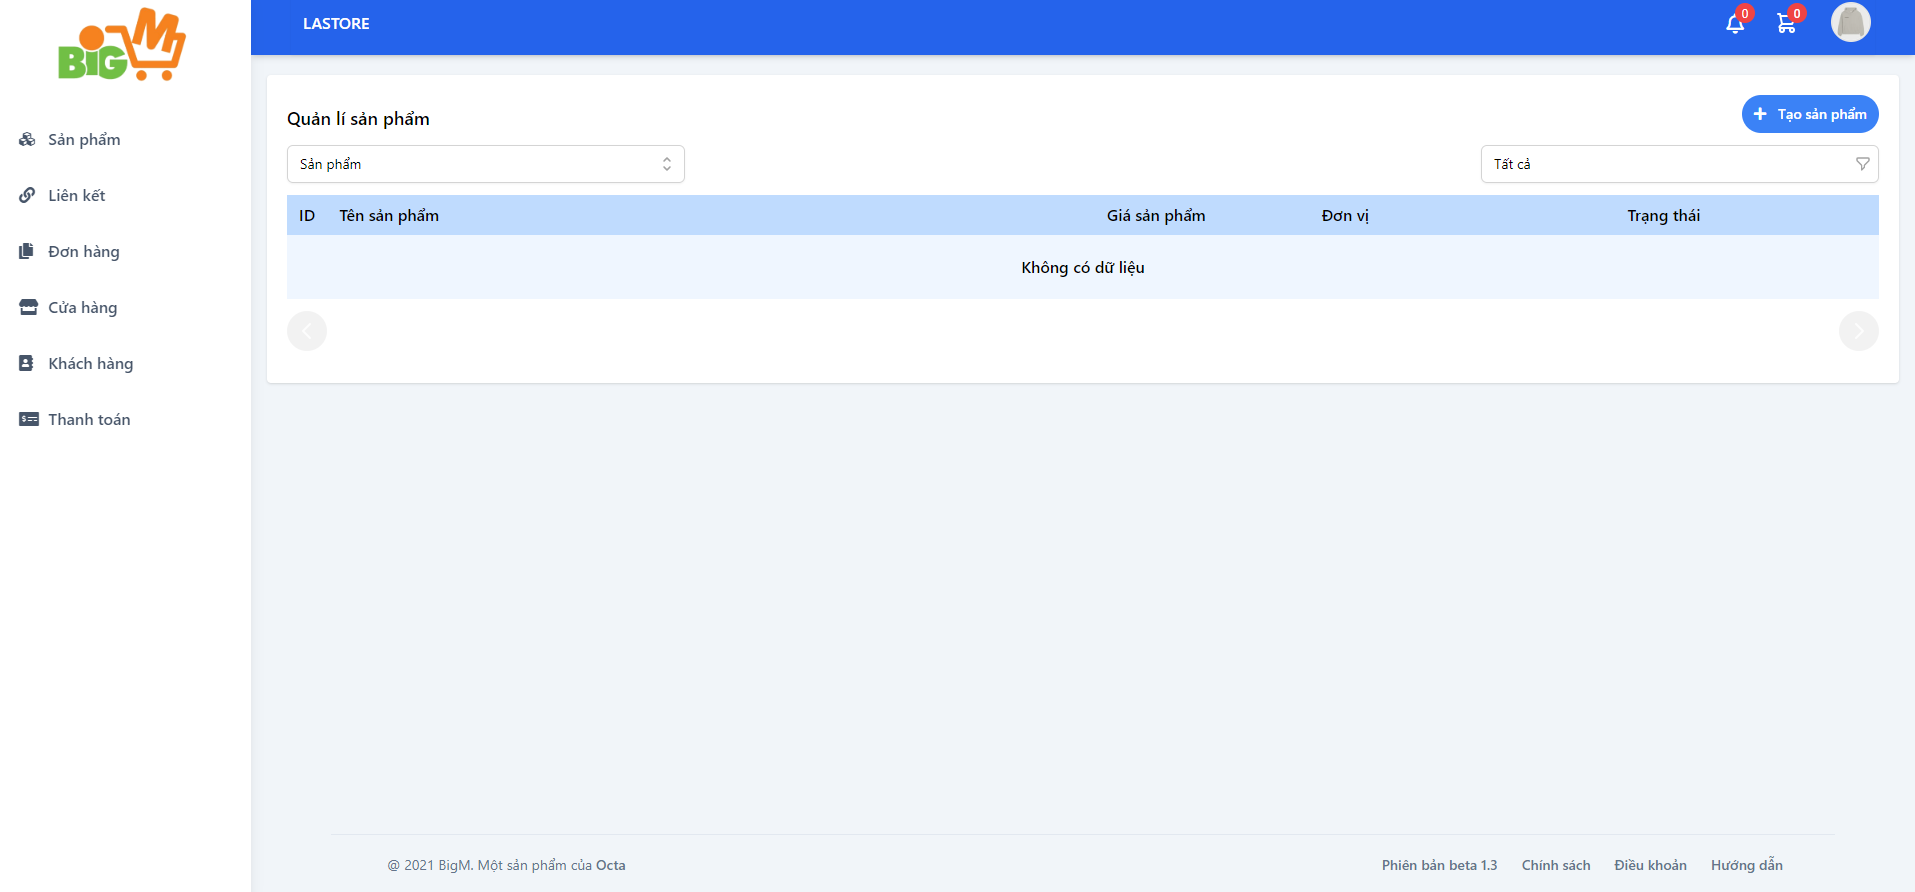 BiG M
LASTORE
0
0
Sản phẩm
Liên kết
Đơn hàng
Cửa hàng
Khách hàng
Thanh toán
Quản lí sản phẩm
Tạo sản phẩm
Sản phẩm
Tất cả
ID Tên sản phẩm Giá sản phẩm Đơn vị Trạng thái
Không có dữ liệu
@ 2021 BigM. Một sản phẩm của Octa
Phiên bản beta 1.3 Chính sách Điều khoản Hướng dẫn